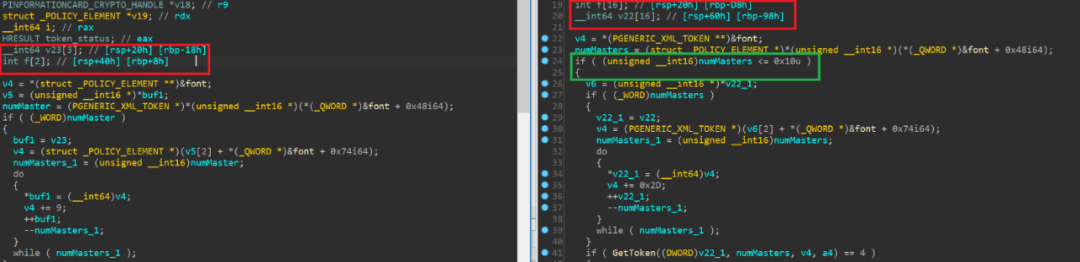 PINFORMATIONCARD_CRYPTO_HANDLE *v18; // r9
struct _POLICY_ELEMENT *v19; // rdx
__int64 i; // rax
HRESULT token_status; // eax
__int64 v23[3]; // [rsp+20h] [rbp-18h]
int f[2]; // [rsp+40h] [rbp+8h]
v4 = *(struct _POLICY_ELEMENT **)&font;
v5 = (unsigned __int16 *)*buf1;
numMaster = (PGENERIC_XML_TOKEN *)*(unsigned __int16 *)(*(_QWORD *)&font + 0x48i64);
if ( (_WORD)numMaster )
{
buf1 = v23;
v4 = (struct _POLICY_ELEMENT *)(v5[2] + *(_QWORD *)&font + 0x74i64);
numMasters_1 = (unsigned __int16)numMaster;
do
{
*buf1 = (__int64)v4;
v4 += 9;
++buf1;
--numMasters_1;
}
while ( numMasters_1 );
19 int f[16]; // [rsp+20h] [rbp-D8h]
20 __int64 v22[16]; // [rsp+60h] [rbp-98h]
21
22 v4 = *(PGENERIC_XML_TOKEN **)&font;
23 numMasters = (struct _POLICY_ELEMENT *)*(unsigned __int16 *)(*(_QWORD *)&font + 0x48i64);
24 if ( (unsigned __int16)numMasters <= 0x10u )
25 {
26 v6 = (unsigned __int16 *)*v22_1;
27 if ( (_WORD)numMasters )
28 {
29 v22_1 = v22;
30 v4 = (PGENERIC_XML_TOKEN *)(v6[2] + *(_QWORD *)&font + 0x74i64);
31 numMasters_1 = (unsigned __int16)numMasters;
32 do
33 {
34 *v22_1 = (__int64)v4;
35 v4 += 0x2D;
36 ++v22_1;
37 --numMasters_1;
38 }
39 while ( numMasters_1 );
40 }
41 if ( GetToken((DWORD)v22_1, numMasters, v4, a4) == 4 )